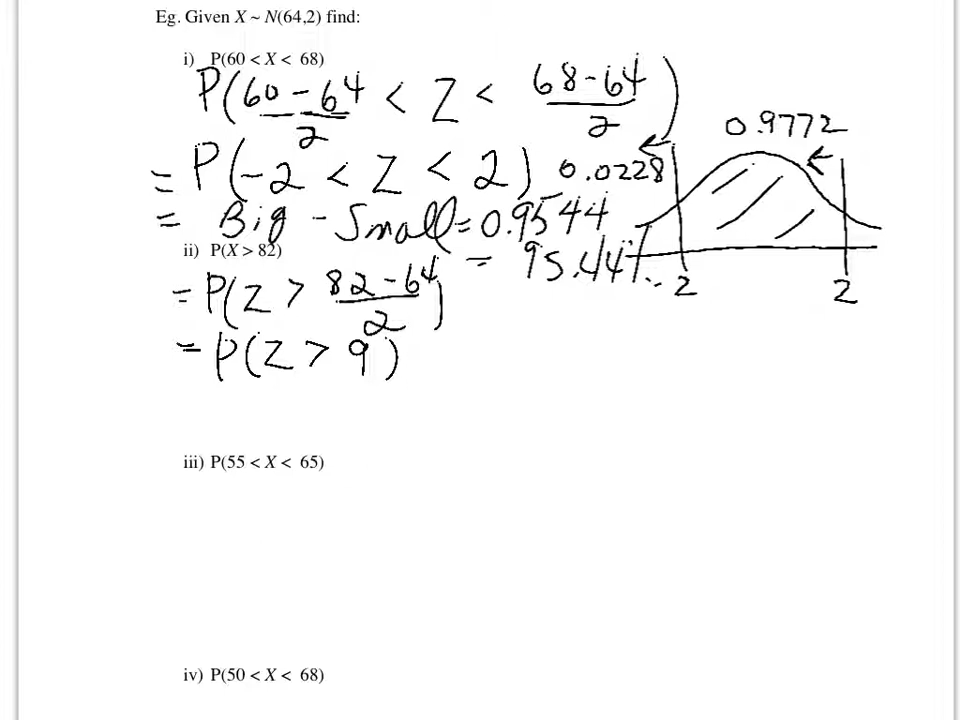 Eg. Given X ~ N(64,2) find:
i) P(60 < X < 68)
P(60-64/2 < Z < 68-64/2)
= P(-2 < Z < 2)
= Big - Small = 0.9544
= 95.44%
0.0228
0.9772
-2
2
ii) P(X > 82)
= P(Z > 82-64/2)
= P(Z > 9)
iii) P(55 < X < 65)
iv) P(50 < X < 68)